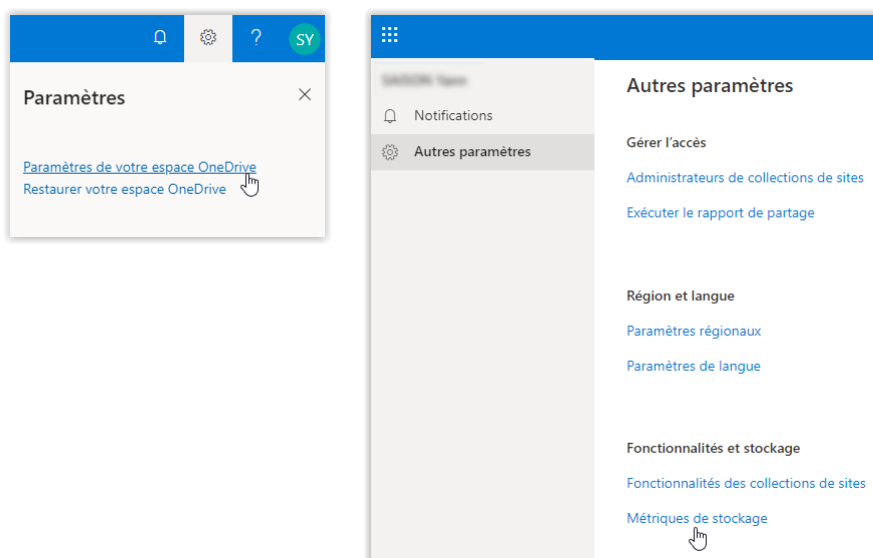 ?
SY
Paramètres
Paramètres de votre espace OneDrive
Restaurer votre espace OneDrive
Notifications
Autres paramètres
Autres paramètres
Gérer l'accès
Administrateurs de collections de sites
Exécuter le rapport de partage
Région et langue
Paramètres régionaux
Paramètres de langue
Fonctionnalités et stockage
Fonctionnalités des collections de sites
Métriques de stockage